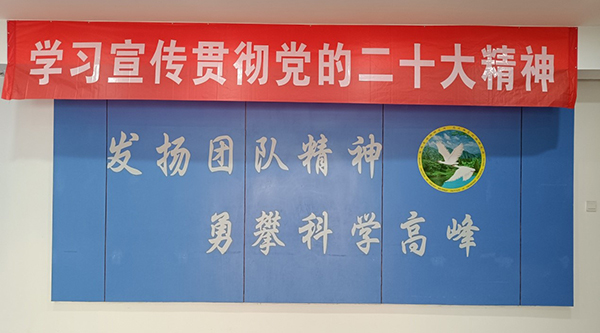 学习宣传贯彻党的二十大精神
发扬团队精神
勇攀科学高峰